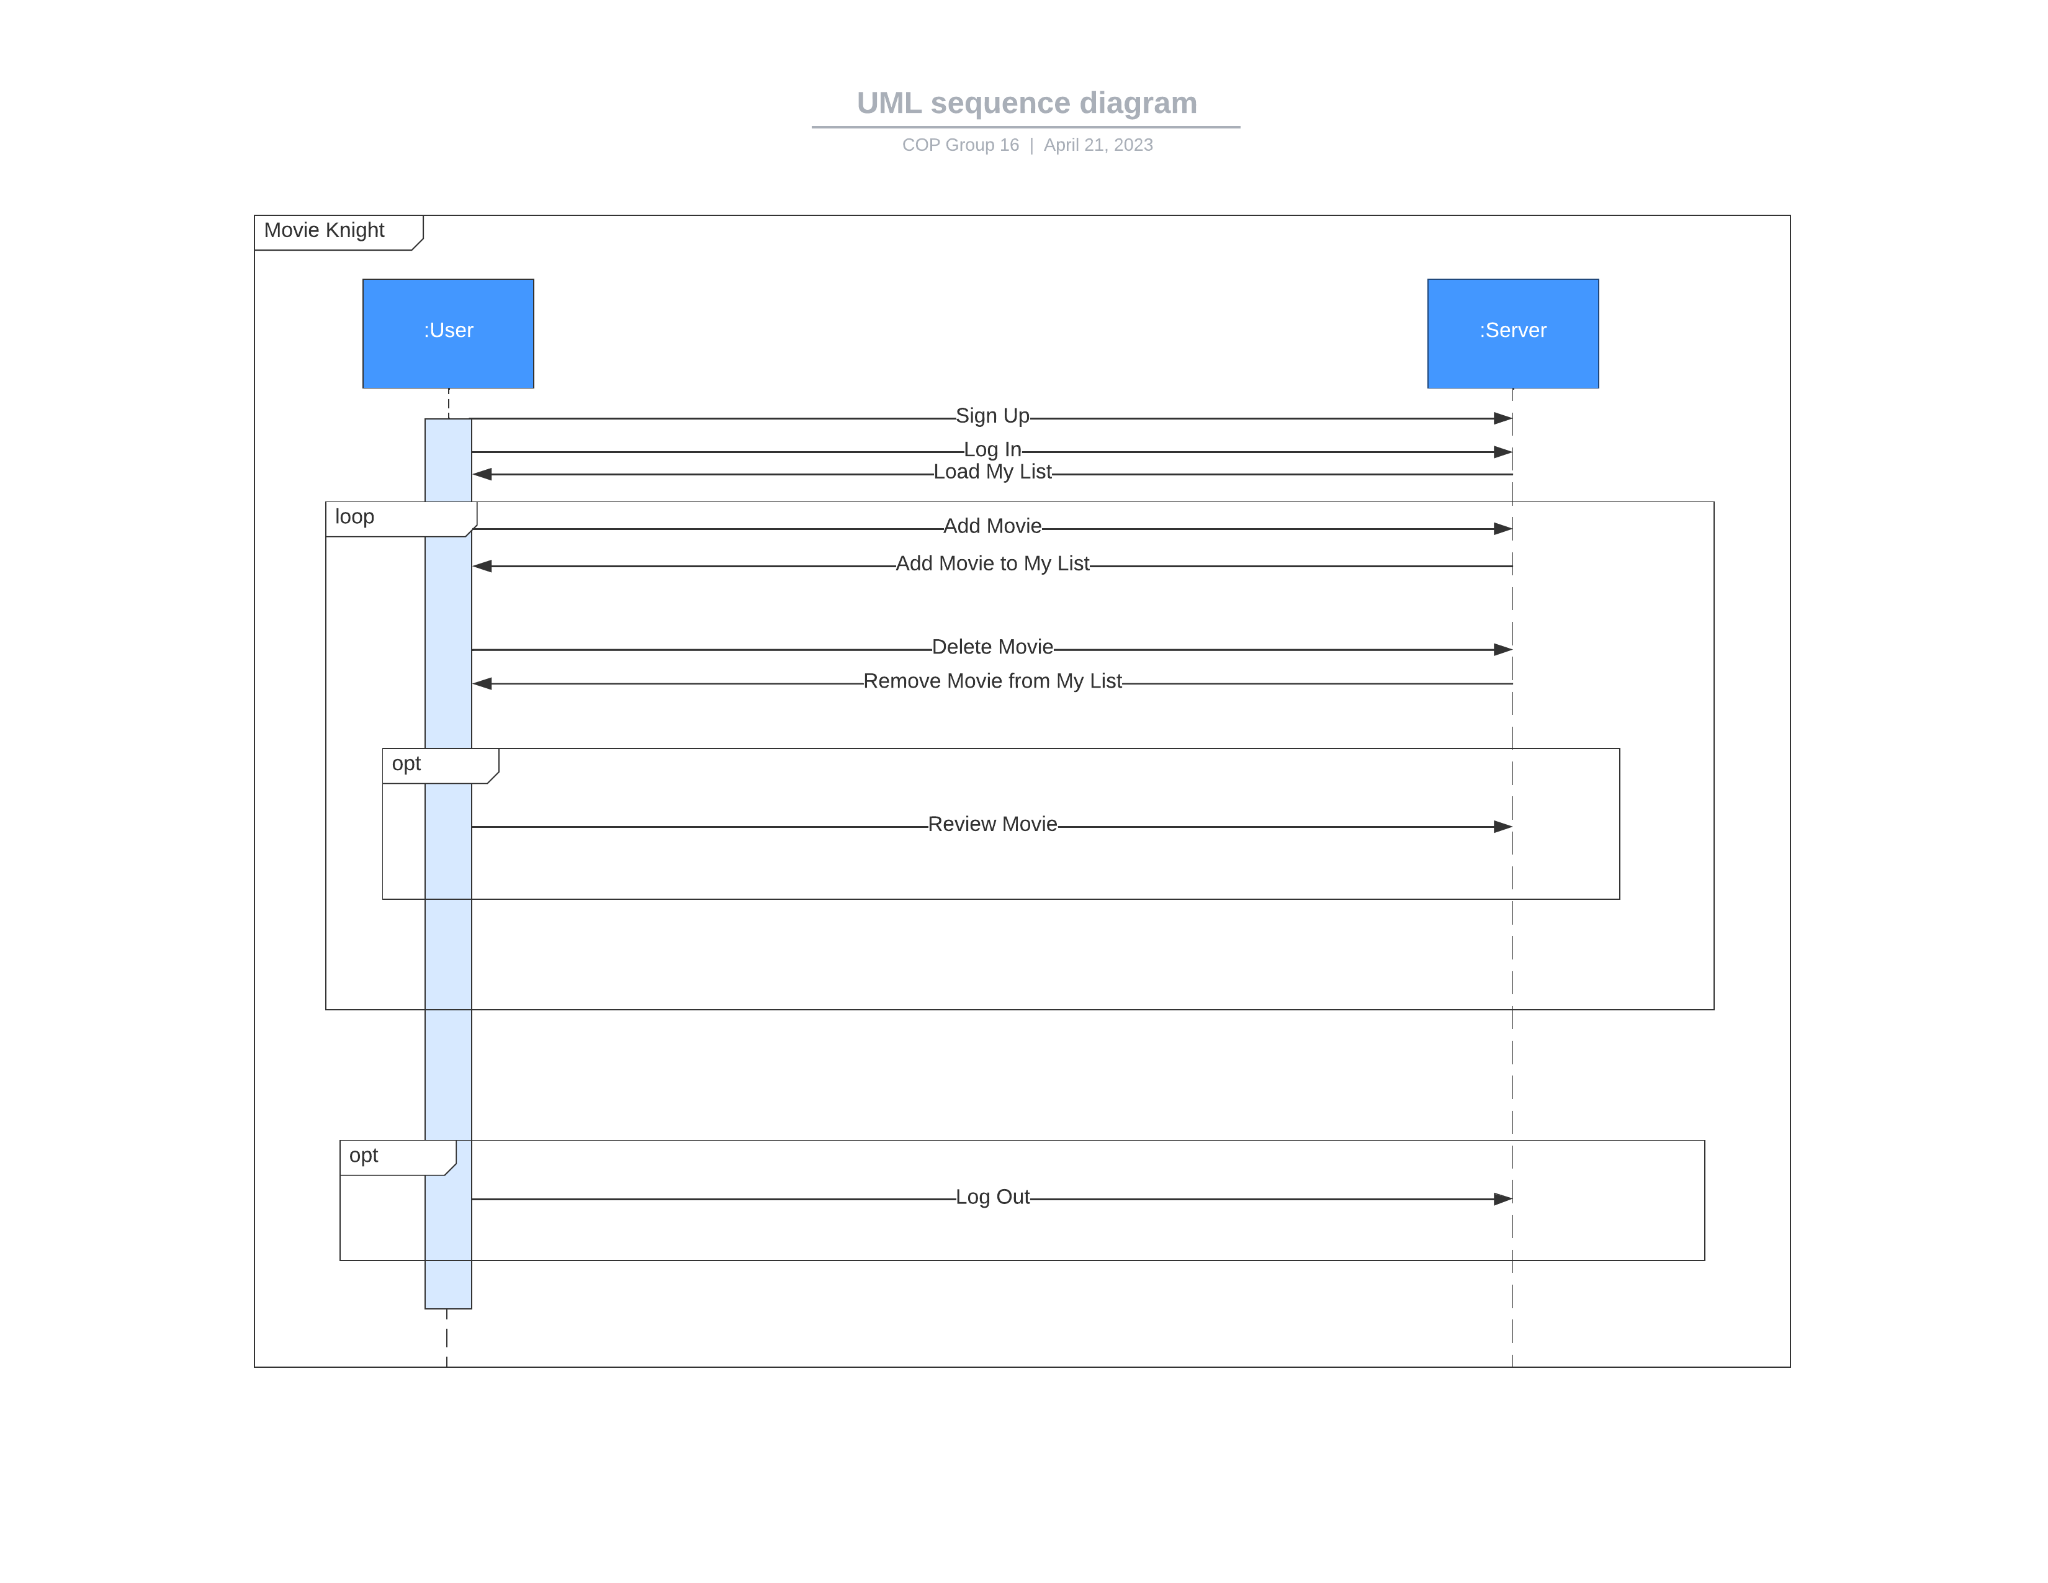 UML sequence diagram
COP Group 16 | April 21, 2023
Movie Knight
:User
:Server
Sign Up
Log In
Load My List
loop
Add Movie
Add Movie to My List
Delete Movie
Remove Movie from My List
opt
Review Movie
opt
Log Out